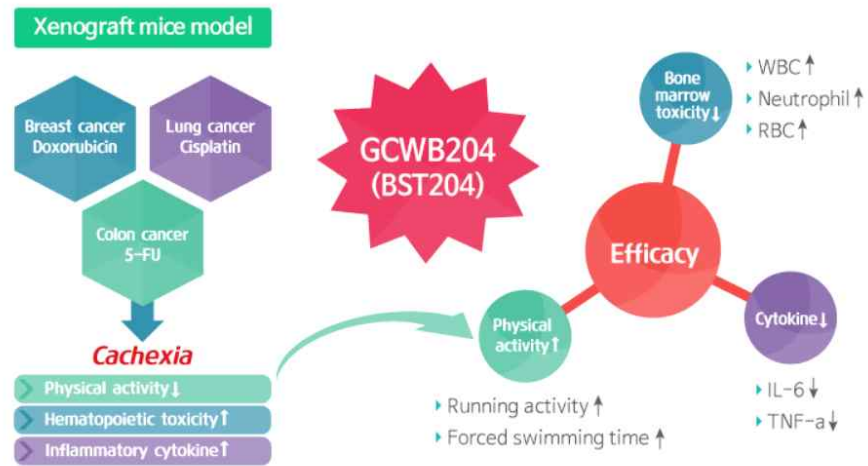 Xenograft mice model
Breast cancer
Doxorubicin
Lung cancer
Cisplatin
Colon cancer
5-FU
Cachexia
Physical activity↓
Hematopoietic toxicity↑
Inflammatory cytokine↑
GCWB204
(BST204)
Efficacy
Bone
marrow
toxicity↓
WBC↑
Neutrophil↑
RBC↑
Physical
activity↑
Running activity↑
Forced swimming time↑
Cytokine↓
IL-6↓
TNF-a↓